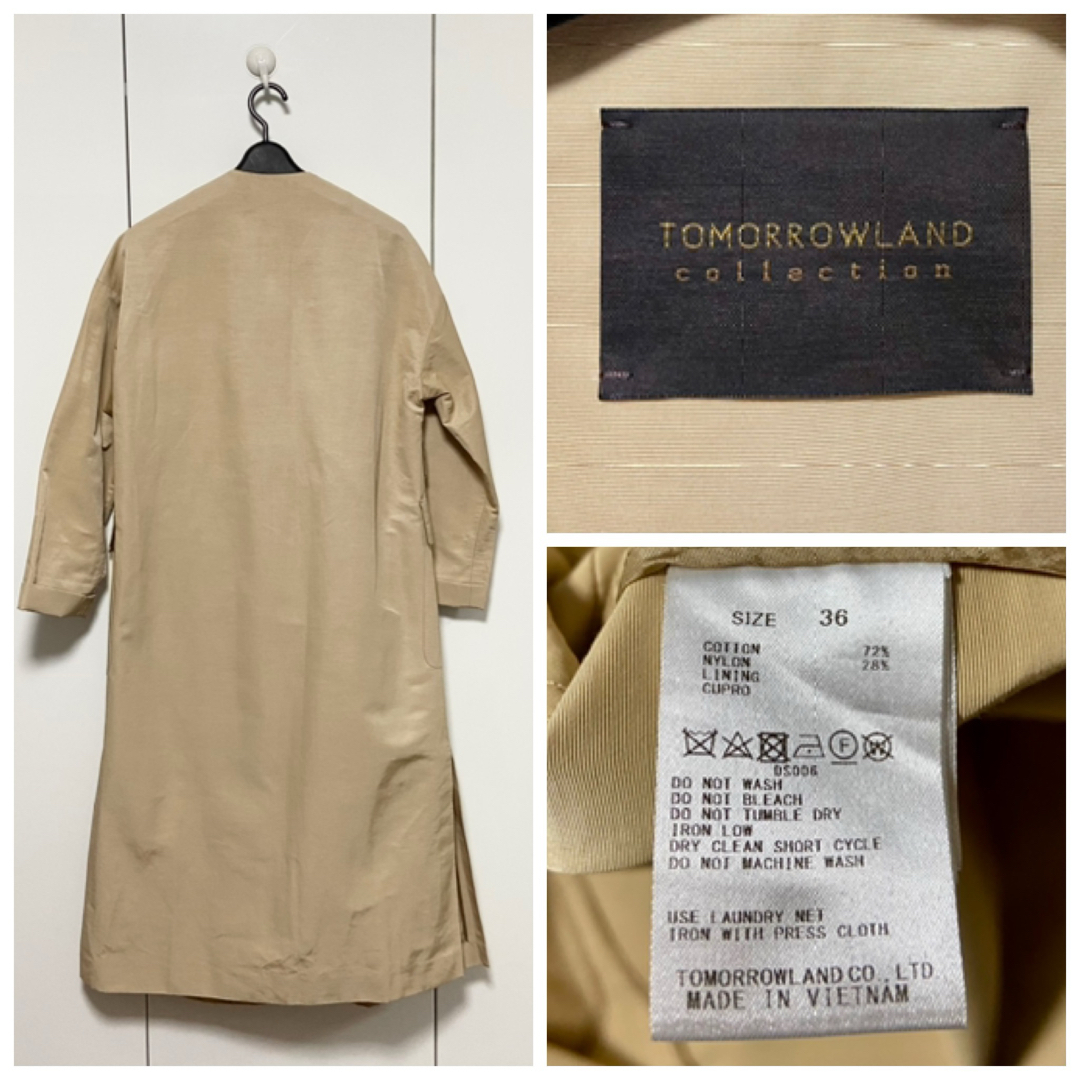 TOMORROWLAND
collection
SIZE 36
COTTON 72%
NYLON 28%
LINING
CUPRO
F W
DS006
DO NOT WASH
DO NOT BLEACH
DO NOT TUMBLE DRY
IRON LOW
DRY CLEAN SHORT CYCLE
DO NOT MACHINE WASH
USE LAUNDRY NET
IRON WITH PRESS CLOTH
TOMORROWLAND CO., LTD.
MADE IN VIETNAM